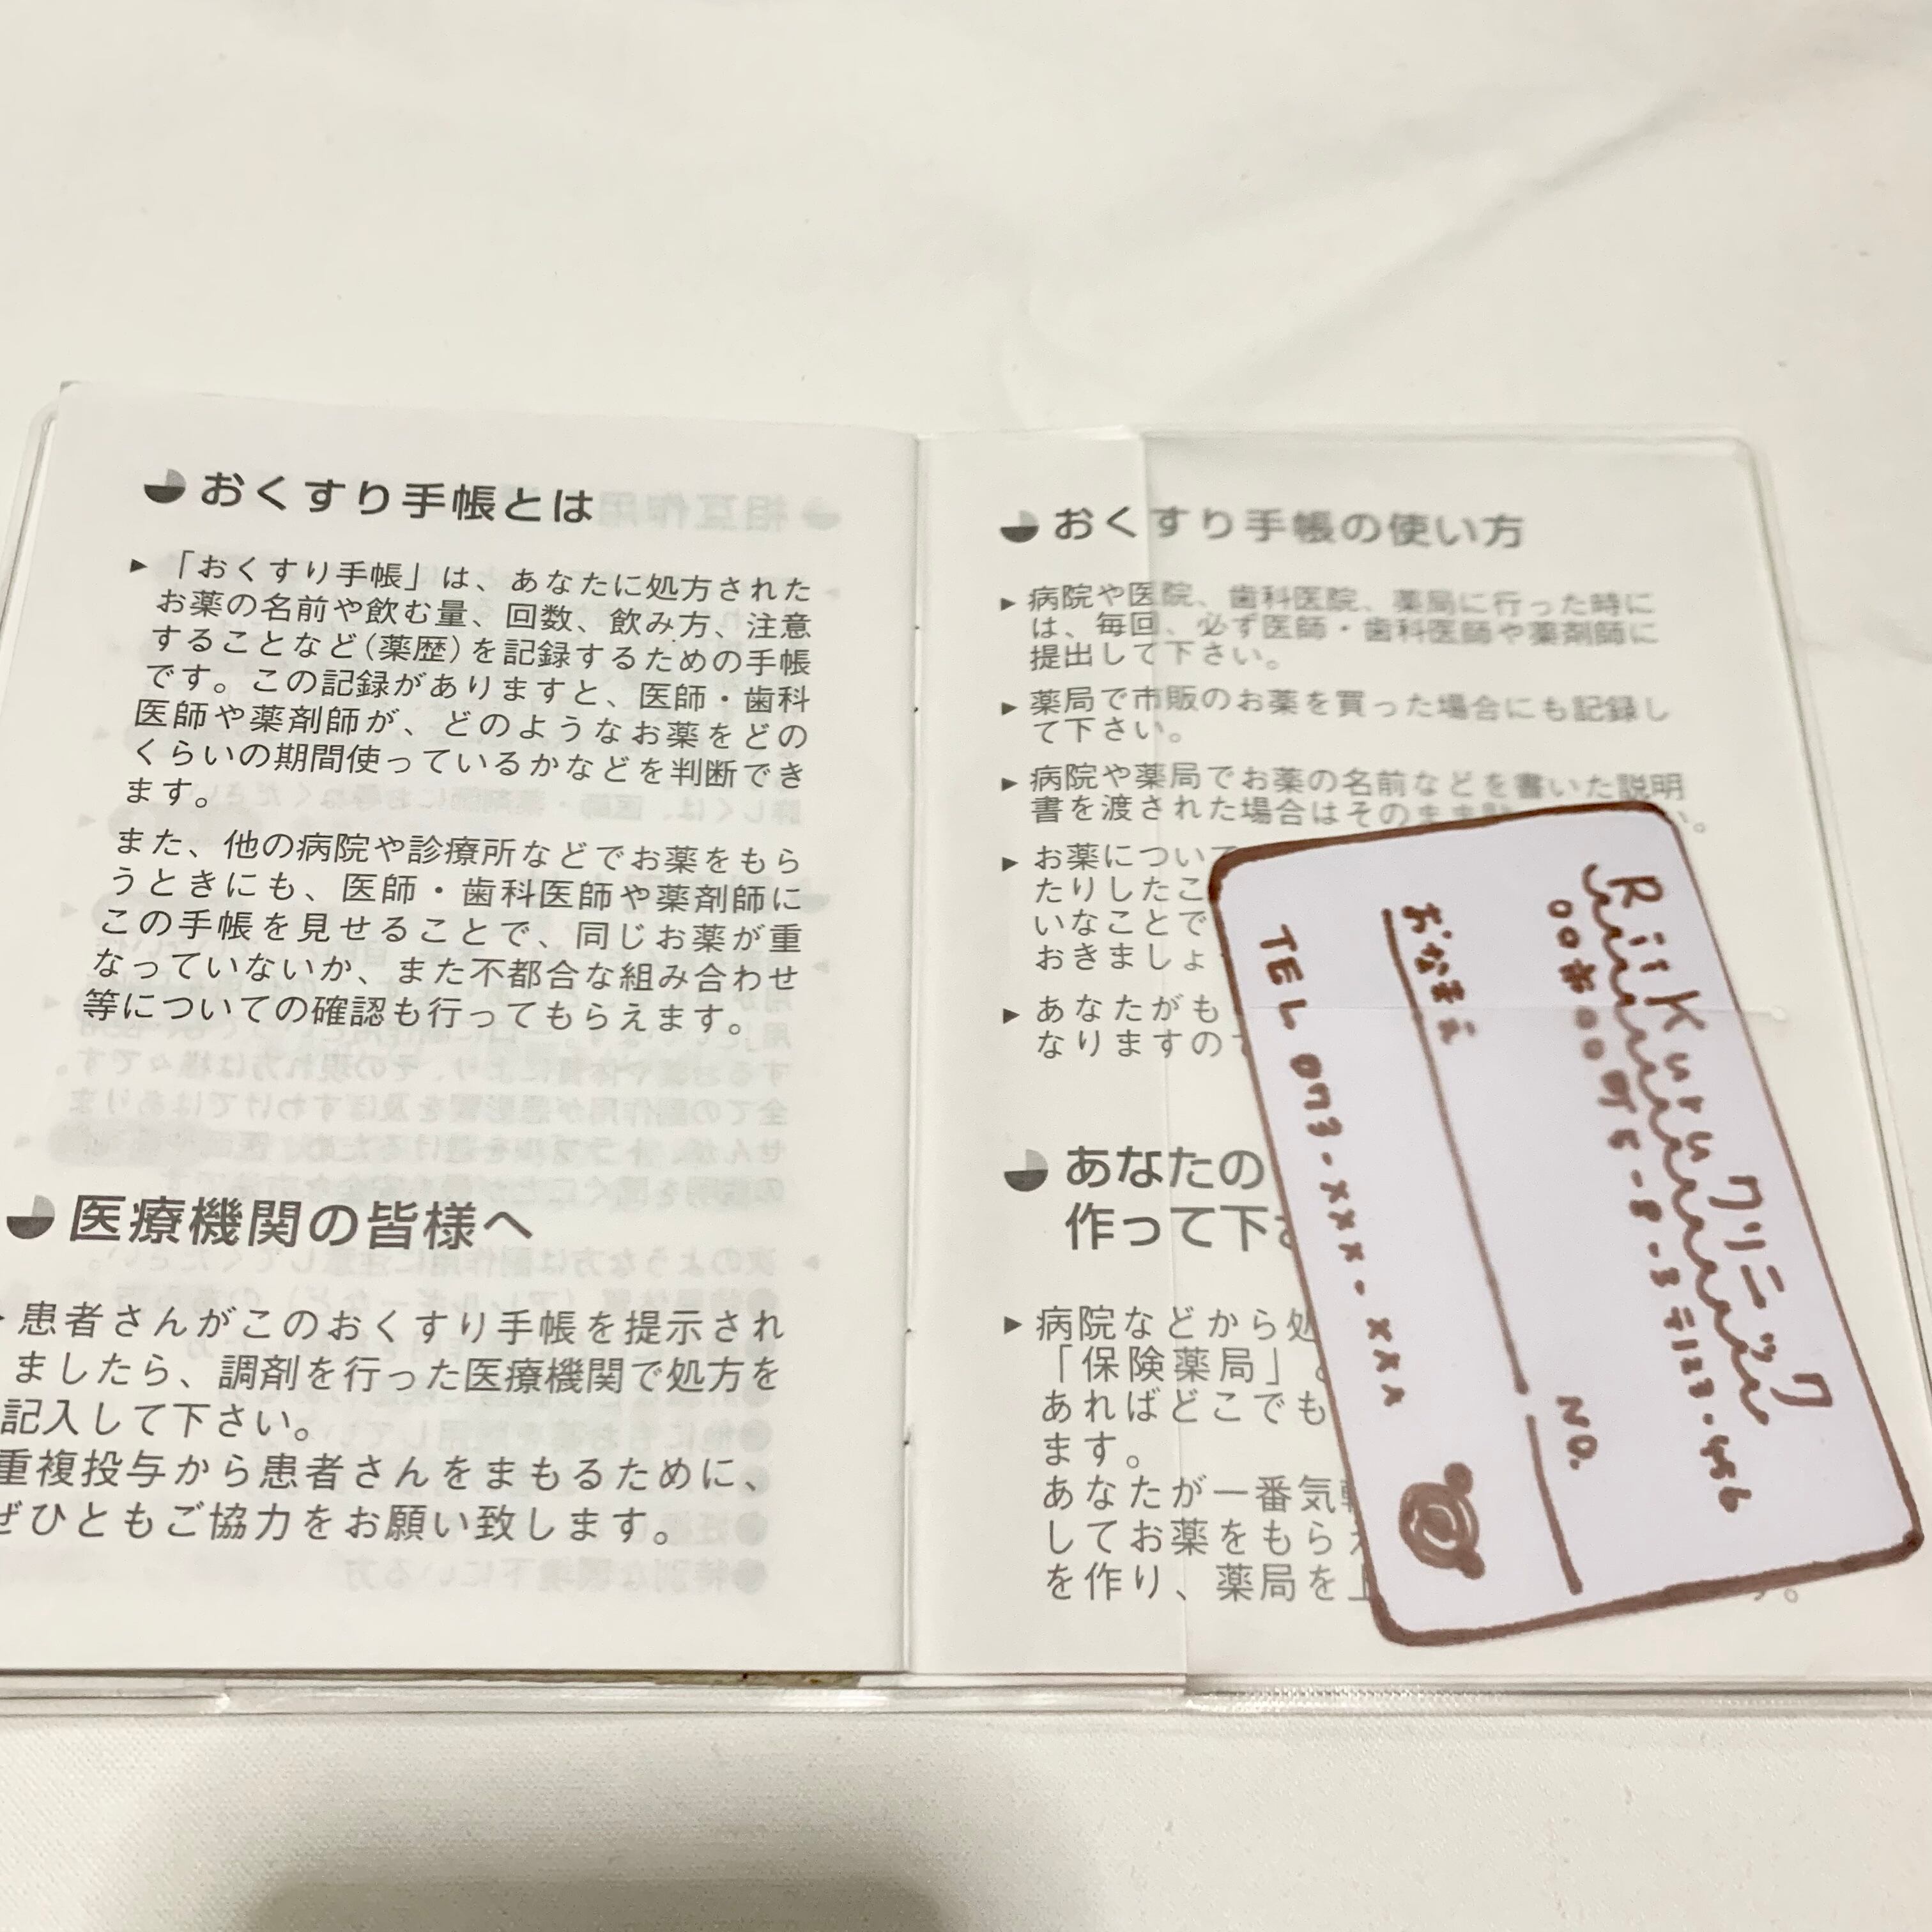 おくすり手帳とは
▶「おくすり手帳」は、あなたに処方された
お薬の名前や飲む量、回数、飲み方、注意
することなど(薬歴)を記録するための手帳
です。この記録がありますと、医師・歯科
医師や薬剤師が、どのようなお薬をどの
くらいの期間使っているかなどを判断でき
ます。
また、他の病院や診療所などでお薬をもら
うときにも、医師・歯科医師や薬剤師に
この手帳を見せることで、同じお薬が重
なっていないか、また不都合な組み合わせ
等についての確認も行ってもらえます。
医療機関の皆様へ
患者さんがこのおくすり手帳を提示され
ましたら、調剤を行った医療機関で処方を
記入して下さい。
重複投与から患者さんをまもるために、
ぜひともご協力をお願い致します。
おくすり手帳の使い方
▶病院や医院、歯科医院、薬局に行った時に
は、毎回、必ず医師・歯科医師や薬剤師に
提出して下さい。
▶薬局で市販のお薬を買った場合にも記録し
て下さい。
▶病院や薬局でお薬の名前などを書いた説明
書を渡された場合はそのまま
▶お薬につい
たりしたこ
いなことで
おきましょ
▶あなたがも
なりますので
あなたの
作って下さ
▶病院などから処
「保険薬局」
あればどこでも
ます。
あなたが一番気
してお薬をもら
を作り、薬局を
Rii Kuru クリニック
〒123-456
おなまえ
NO.
TEL 073-xxx-xxx